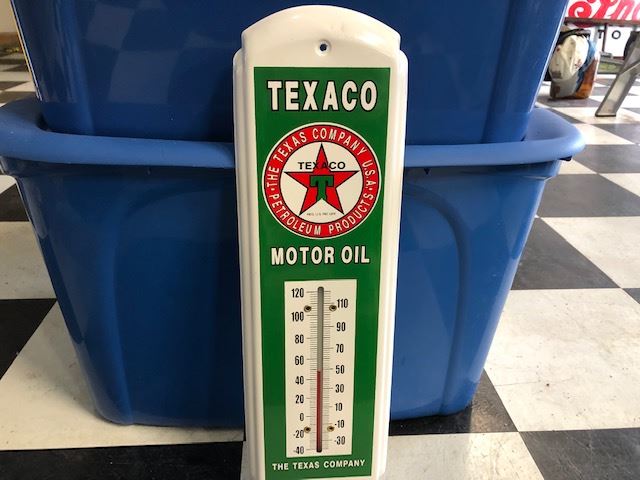 TEXACO
THE TEXAS COMPANY U.S.A.
TEXACO
T
PETROLEUM PRODUCTS
MOTOR OIL
120
110
100
90
80
70
60
50
40
30
20
10
0
-10
-20
-30
-40
THE TEXAS COMPANY